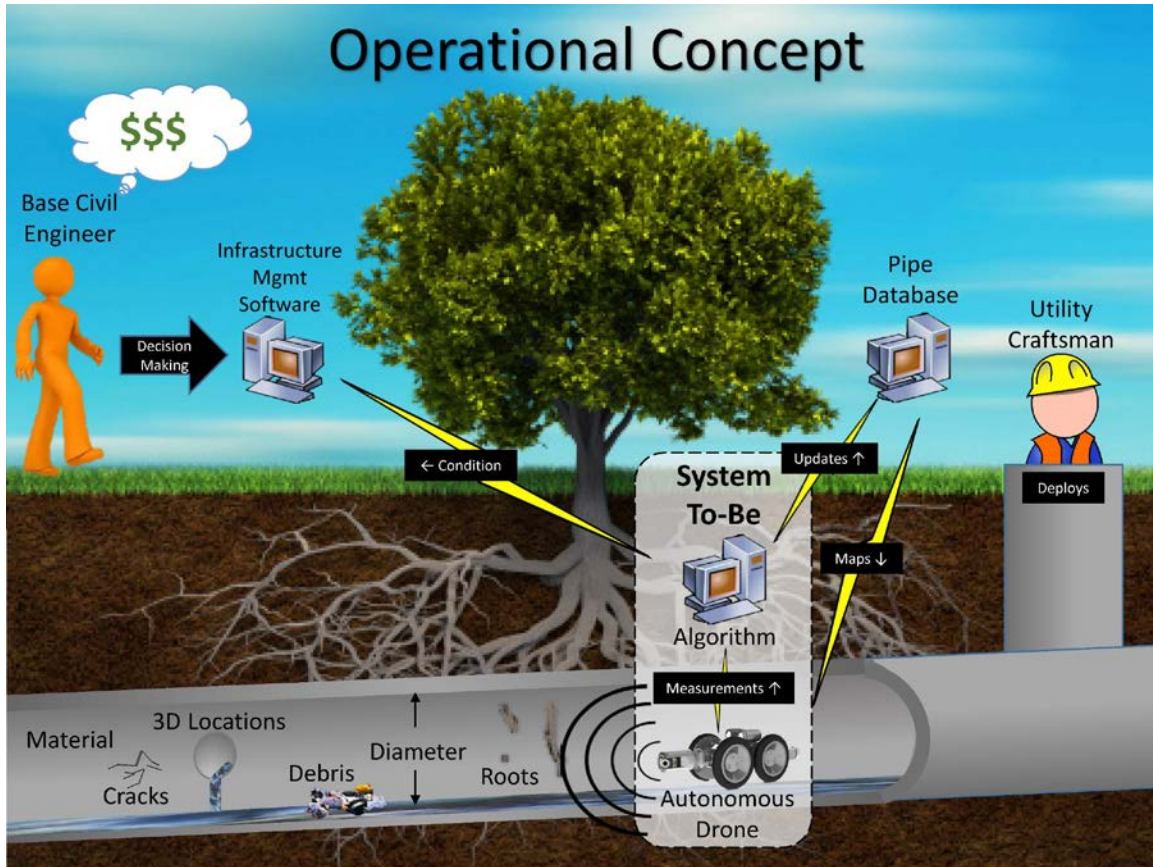 Operational Concept
$$$
Base Civil
Engineer
Infrastructure
Mgmt
Software
Decision
Making
Pipe
Database
Utility
Craftsman
← Condition
Updates ↑
Deploys
System
To-Be
Maps ↓
Algorithm
Measurements ↑
3D Locations
Material
Diameter
Cracks
Debris
Roots
Autonomous
Drone